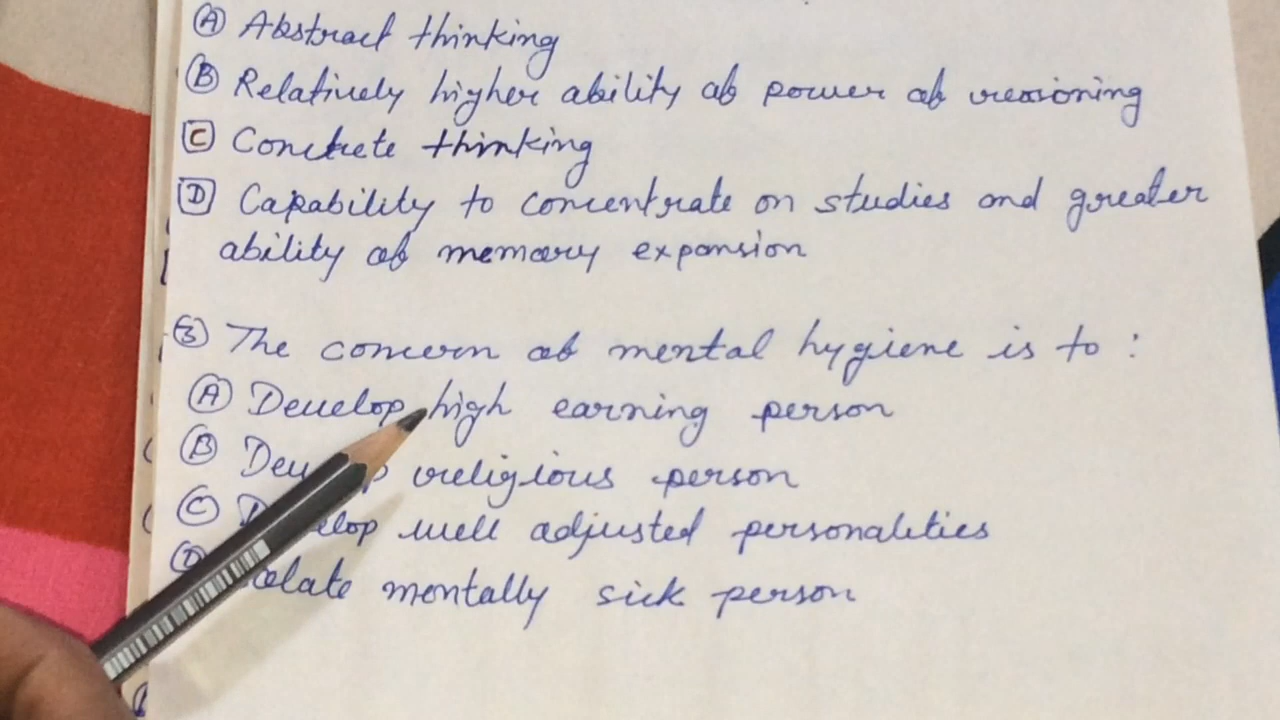 Ⓐ Abstract thinking
Ⓑ Relatively higher ability of power of reasioning
C Concrete thinking
D Capability to concentrate on studies and greater
ability of memory expansion
③ The concern of mental hygiene is to :
Ⓐ Develop high earning person
Ⓑ religious person
Ⓒ well adjusted personalities
Ⓓ mentally sick person